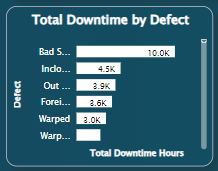 Total Downtime by Defect
Bad S... 10.0K
Inclo... 4.5K
Out ... 3.9K
Forei... 3.6K
Warped 3.0K
Warp...
Defect
Total Downtime Hours